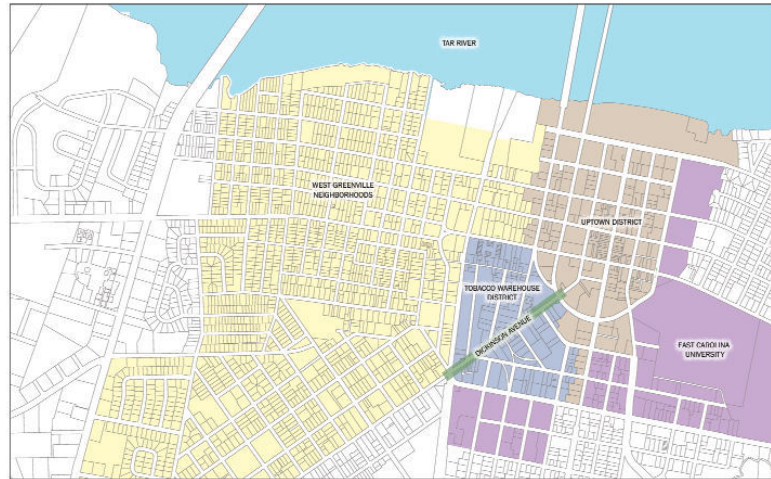 TAR RIVER
WEST GREENVILLE
NEIGHBORHOODS
UPTOWN DISTRICT
TOBACCO WAREHOUSE
DISTRICT
DICKINSON AVENUE
EAST CAROLINA
UNIVERSITY